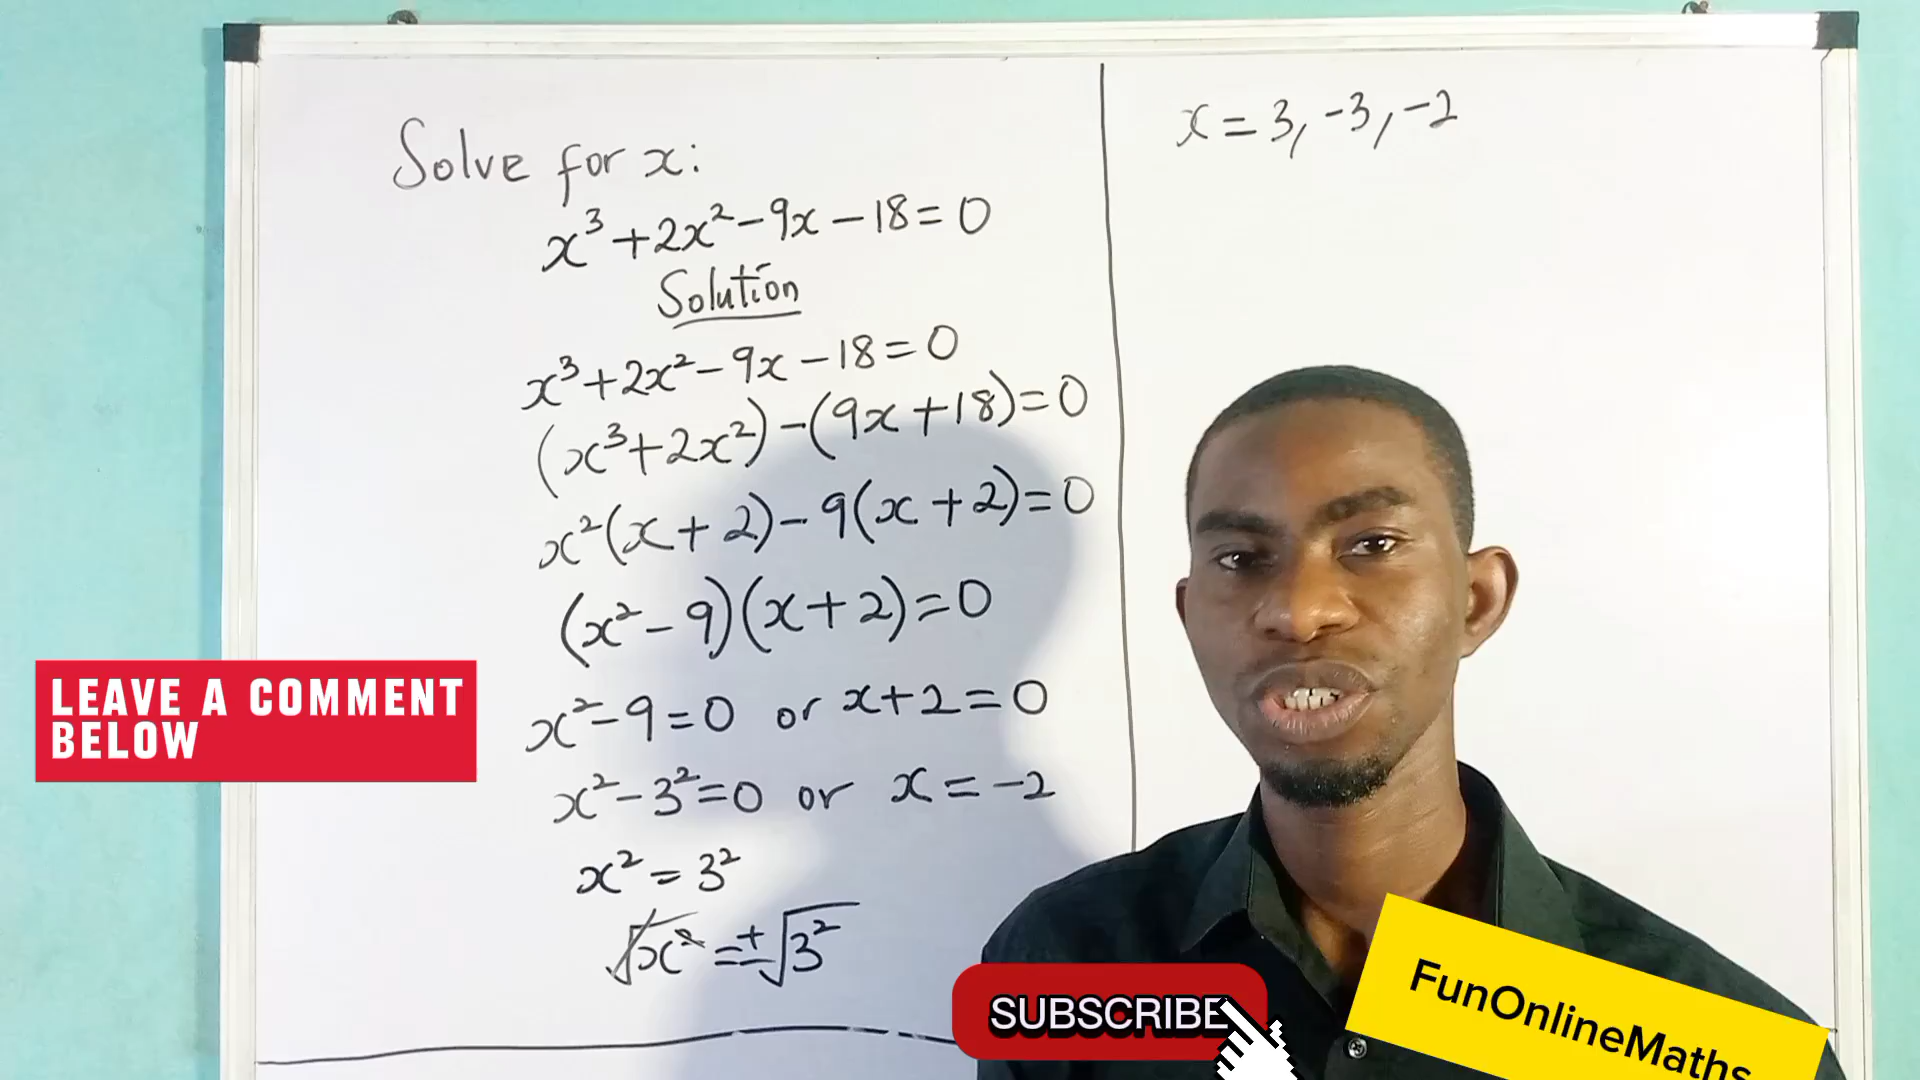 Solve for x:
x³ + 2x² - 9x - 18 = 0
Solution
x³ + 2x² - 9x - 18 = 0
(x³ + 2x²) - (9x + 18) = 0
x²(x + 2) - 9(x + 2) = 0
(x² - 9)(x + 2) = 0
x² - 9 = 0 or x + 2 = 0
x² - 3² = 0 or x = -2
x² = 3²
√x² = ±√3²
x = 3, -3, -2
LEAVE A COMMENT
BELOW
SUBSCRIBE
FunOnlineMaths